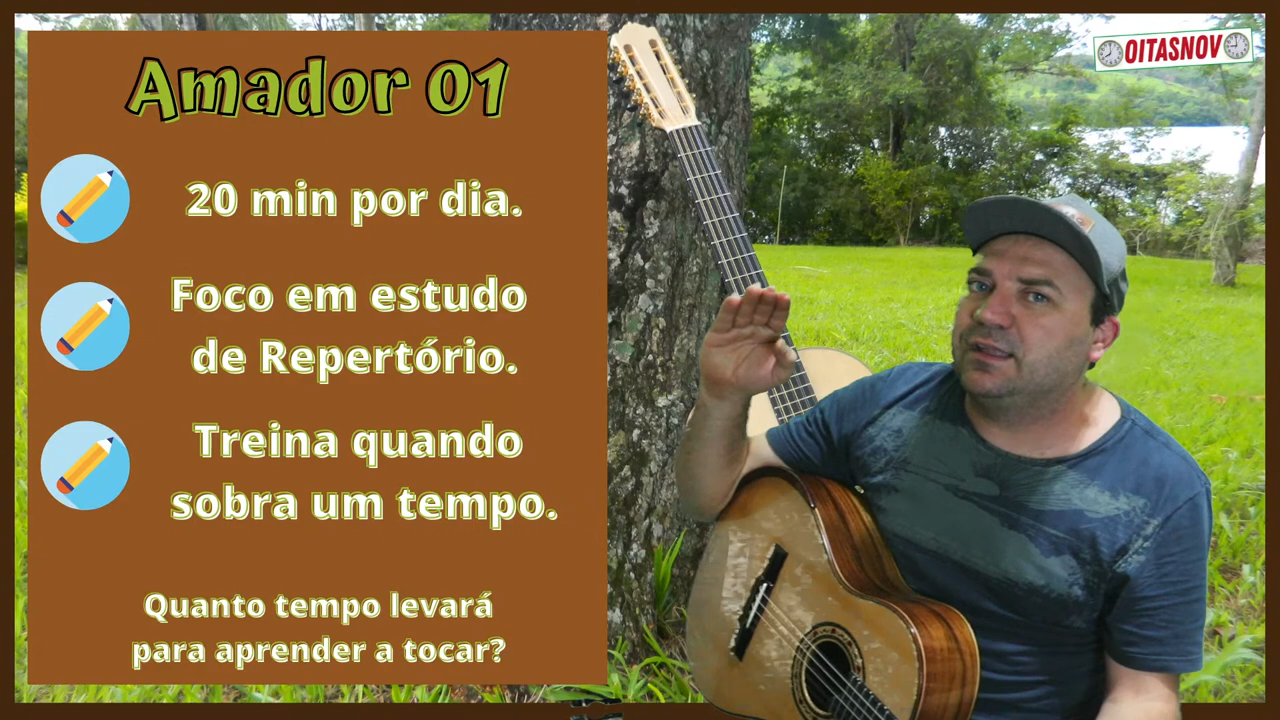 Amador 01
20 min por dia.
Foco em estudo
de Repertório.
Treina quando
sobra um tempo.
Quanto tempo levará
para aprender a tocar?
OITASNOV